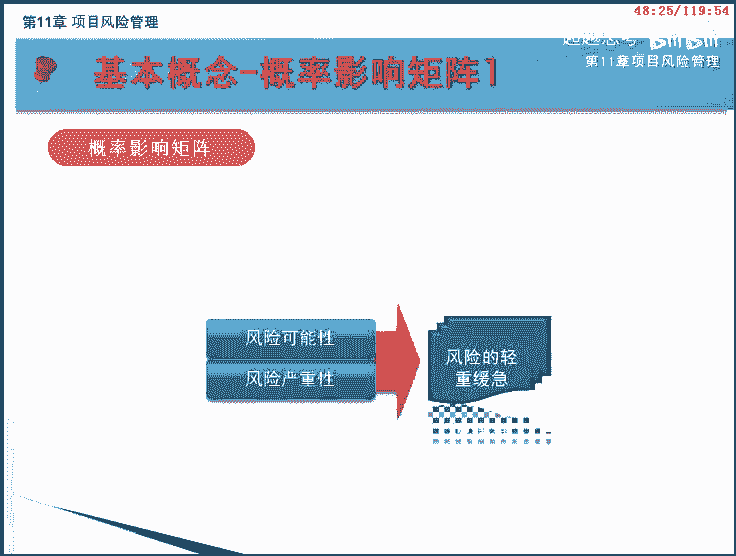 第11章 项目风险管理
48:25/119:54
基本概念-概率影响矩阵1
第11章项目风险管理
概率影响矩阵
风险可能性
风险严重性
风险的轻
重缓急